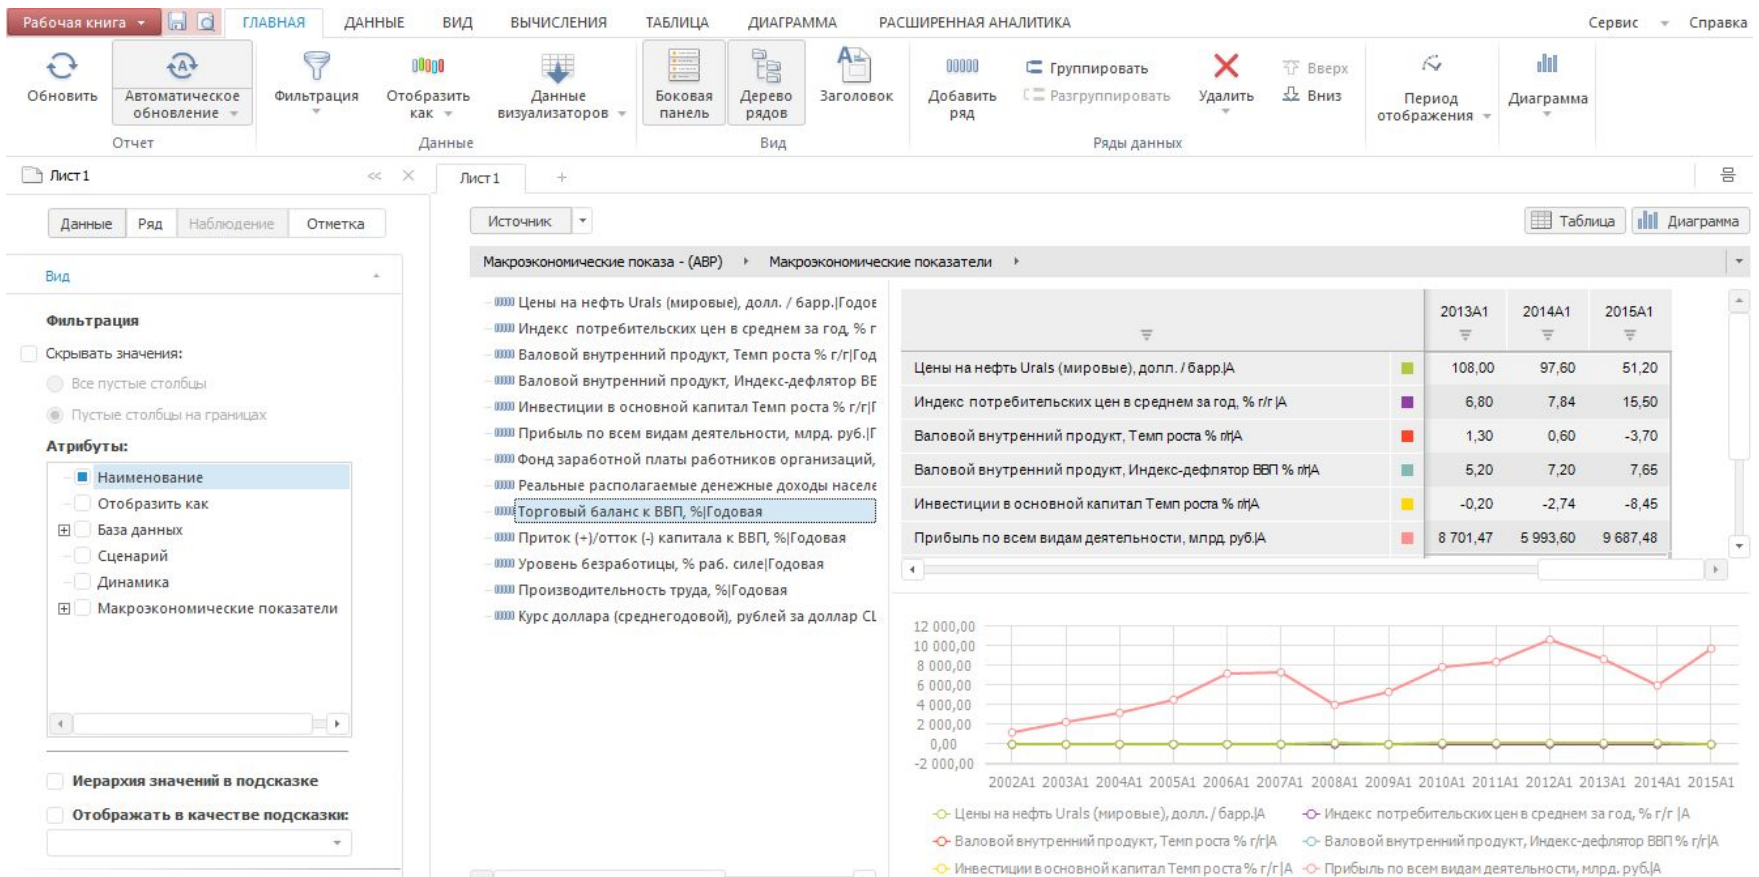 Рабочая книга ГЛАВНАЯ ДАННЫЕ ВИД ВЫЧИСЛЕНИЯ ТАБЛИЦА ДИАГРАММА РАСШИРЕННАЯ АНАЛИТИКА Сервис Справка
Обновить
Автоматическое
обновление
Фильтрация
Отобразить
как
Данные
визуализаторов
Боковая
панель
Дерево
рядов
Заголовок
Добавить
ряд
Группировать
Разгруппировать
Удалить
Вверх
Вниз
Период
отображения
Диаграмма
Отчет Данные Вид Ряды данных
Лист1
Данные Ряд Наблюдение Отметка
Вид
Фильтрация
Скрывать значения:
Все пустые столбцы
Пустые столбцы на границах
Атрибуты:
Наименование
Отобразить как
База данных
Сценарий
Динамика
Макроэкономические показатели
Иерархия значений в подсказке
Отображать в качестве подсказки:
Лист1 +
Источник Таблица Диаграмма
Макроэкономические показа - (АВР) Макроэкономические показатели
Цены на нефть Urals (мировые), долл. / барр.|Годов
Индекс потребительских цен в среднем за год, % г
Валовой внутренний продукт, Темп роста % г/г|Год
Валовой внутренний продукт, Индекс-дефлятор ВЕ
Инвестиции в основной капитал Темп роста % г/г|Г
Прибыль по всем видам деятельности, млрд. руб.|Г
Фонд заработной платы работников организаций,
Реальные располагаемые денежные доходы населе
Торговый баланс к ВВП, %|Годовая
Приток (+)/отток (-) капитала к ВВП, %|Годовая
Уровень безработицы, % раб. силе|Годовая
Производительность труда, %|Годовая
Курс доллара (среднегодовой), рублей за доллар СL
2013A1 2014A1 2015A1
Цены на нефть Urals (мировые), долл. / барр.|A 108,00 97,60 51,20
Индекс потребительских цен в среднем за год, % г/г |A 6,80 7,84 15,50
Валовой внутренний продукт, Темп роста % г/г|A 1,30 0,60 -3,70
Валовой внутренний продукт, Индекс-дефлятор ВВП % г/г|A 5,20 7,20 7,65
Инвестиции в основной капитал Темп роста % г/г|A -0,20 -2,74 -8,45
Прибыль по всем видам деятельности, млрд. руб.|A 8 701,47 5 993,60 9 687,48
12 000,00
10 000,00
8 000,00
6 000,00
4 000,00
2 000,00
0,00
-2 000,00
2002A1 2003A1 2004A1 2005A1 2006A1 2007A1 2008A1 2009A1 2010A1 2011A1 2012A1 2013A1 2014A1 2015A1
Цены на нефть Urals (мировые), долл. / барр.|A Индекс потребительских цен в среднем за год, % г/г |A
Валовой внутренний продукт, Темп роста % г/г|A Валовой внутренний продукт, Индекс-дефлятор ВВП % г/г|A
Инвестиции в основной капитал Темп роста % г/г|A Прибыль по всем видам деятельности, млрд. руб.|A